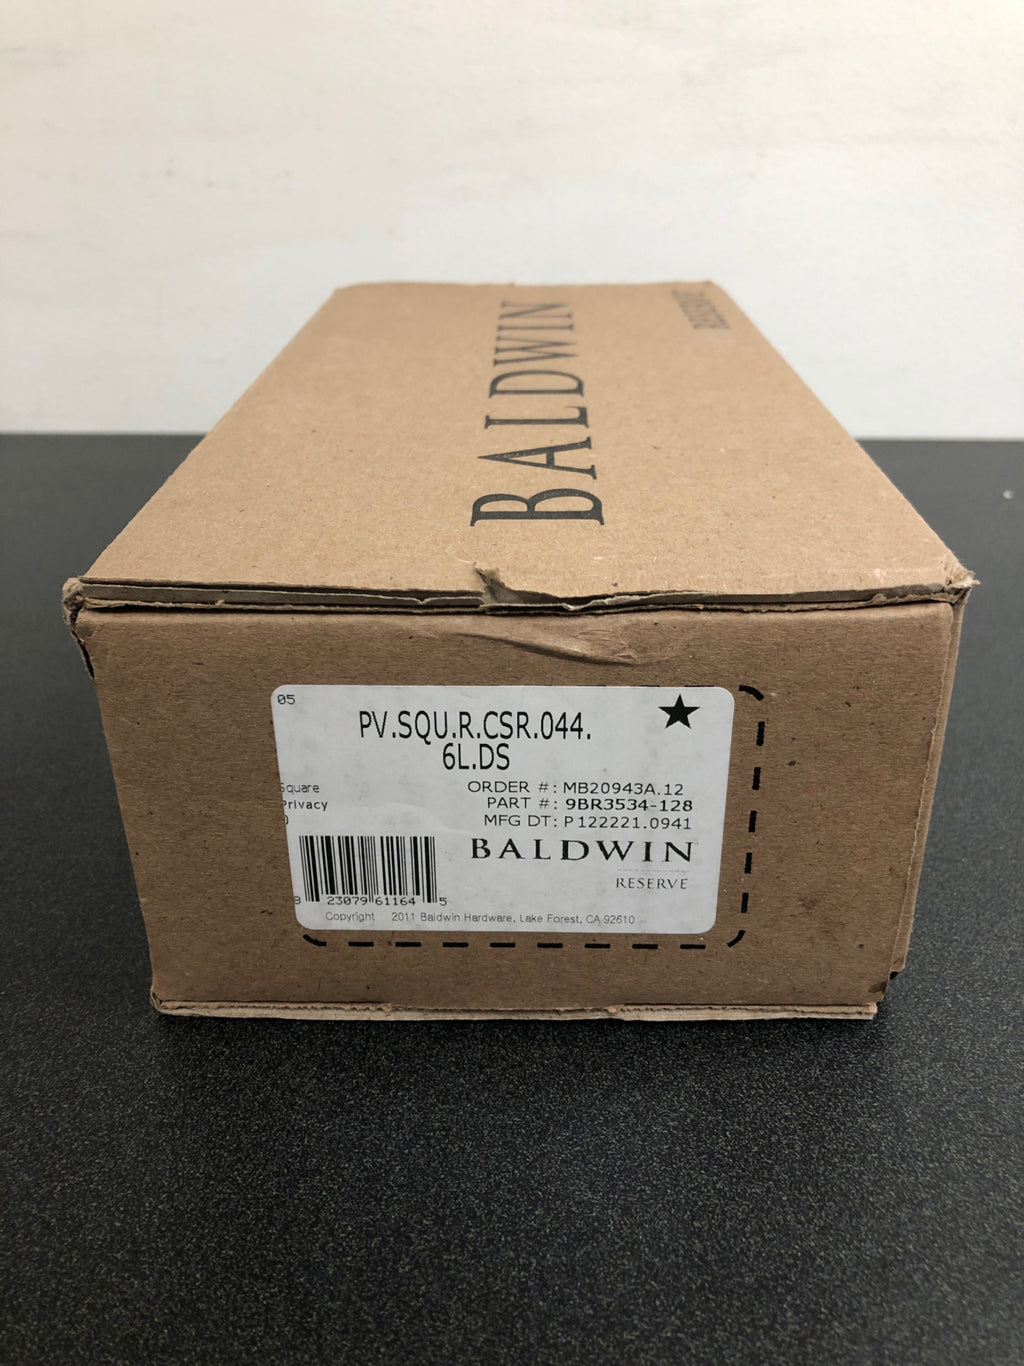 BALDWIN
RESERVE
05
PV.SQU.R.CSR.044.
6L.DS
Square
Privacy
ORDER #: MB20943A.12
PART #: 9BR3534-128
MFG DT: P122221.0941
BALDWIN
RESERVE
8 23079 61164 5
Copyright 2011 Baldwin Hardware, Lake Forest, CA 92610